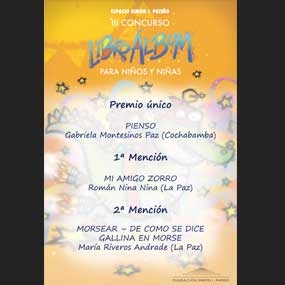 ESPACIO SIMÓN I. PATIÑO
III CONCURSO
LIBROÁLBUM
PARA NIÑOS Y NIÑAS
Premio único
PIENSO
Gabriela Montesinos Paz (Cochabamba)
1ª Mención
MI AMIGO ZORRO
Román Nina Nina (La Paz)
2ª Mención
MORSEAR – DE COMO SE DICE
GALLINA EN MORSE
María Riveros Andrade (La Paz)
FUNDACIÓN SIMÓN I. PATIÑO